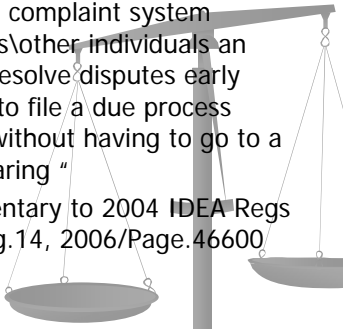 complaint system
s\other individuals an
resolve disputes early
to file a due process
without having to go to a
aring "
entary to 2004 IDEA Regs
g.14, 2006/Page.46600